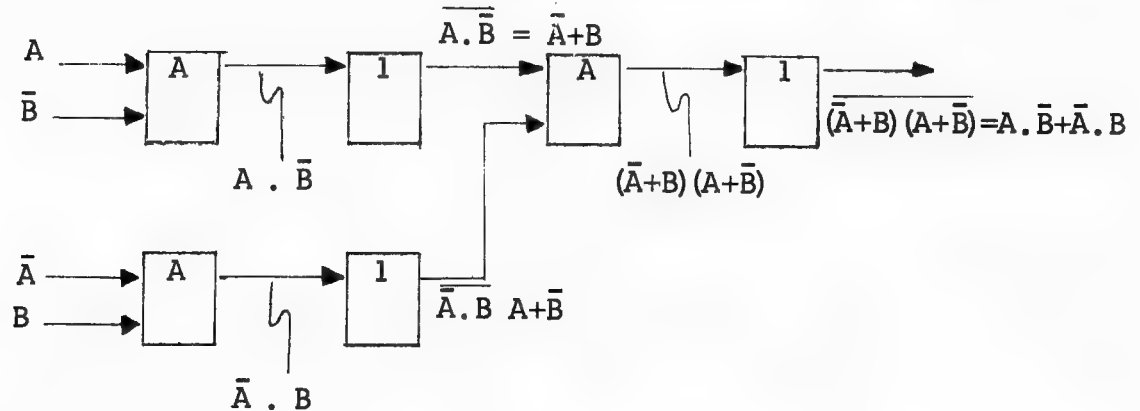 A
B̅
A
A . B̅
1
A̅.̅B̅̅ = A̅+B
A
(A̅+B)(A+B̅)
1
(̅A̅̅+̅B̅)̅(̅A̅+̅B̅̅)̅=A.B̅+A̅.B
A̅
B
A
A̅ . B
1
A̅̅.̅B̅ A+B̅